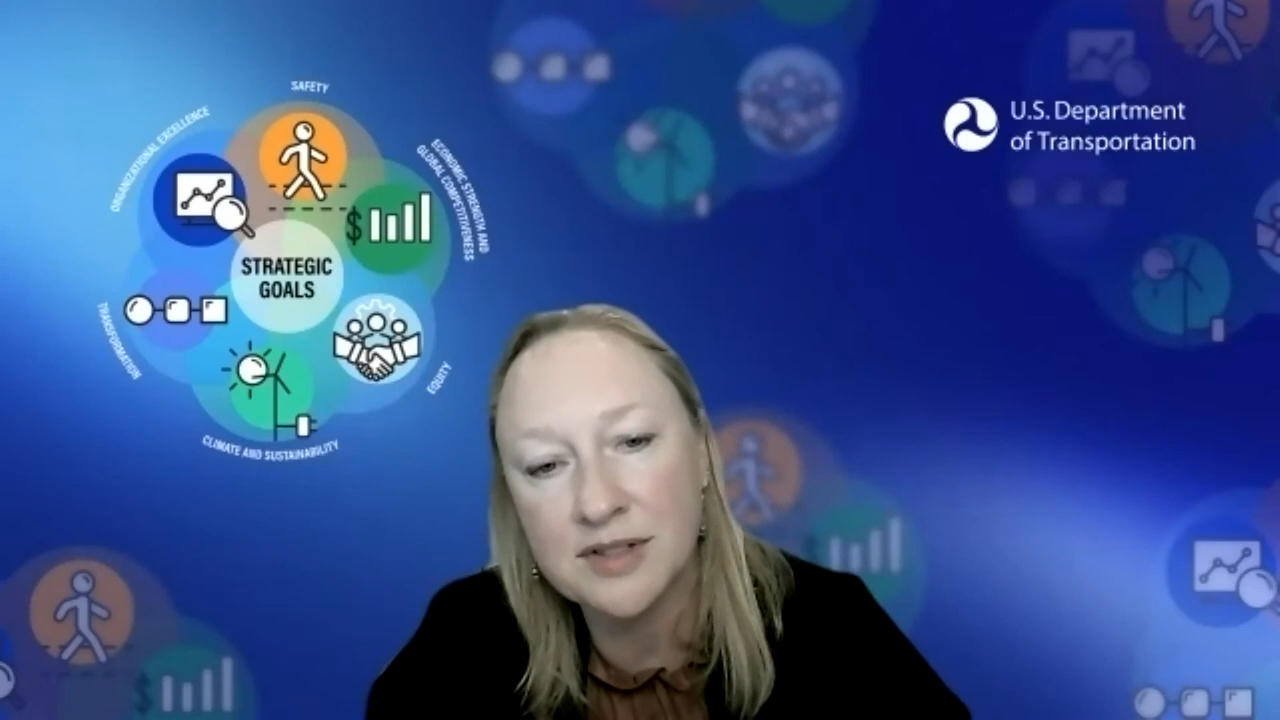 SAFETY
ORGANIZATIONAL EXCELLENCE
ECONOMIC STRENGTH AND
GLOBAL COMPETITIVENESS
U.S. Department
of Transportation
$
STRATEGIC
GOALS
TRANSFORMATION
EQUITY
CLIMATE AND SUSTAINABILITY
$